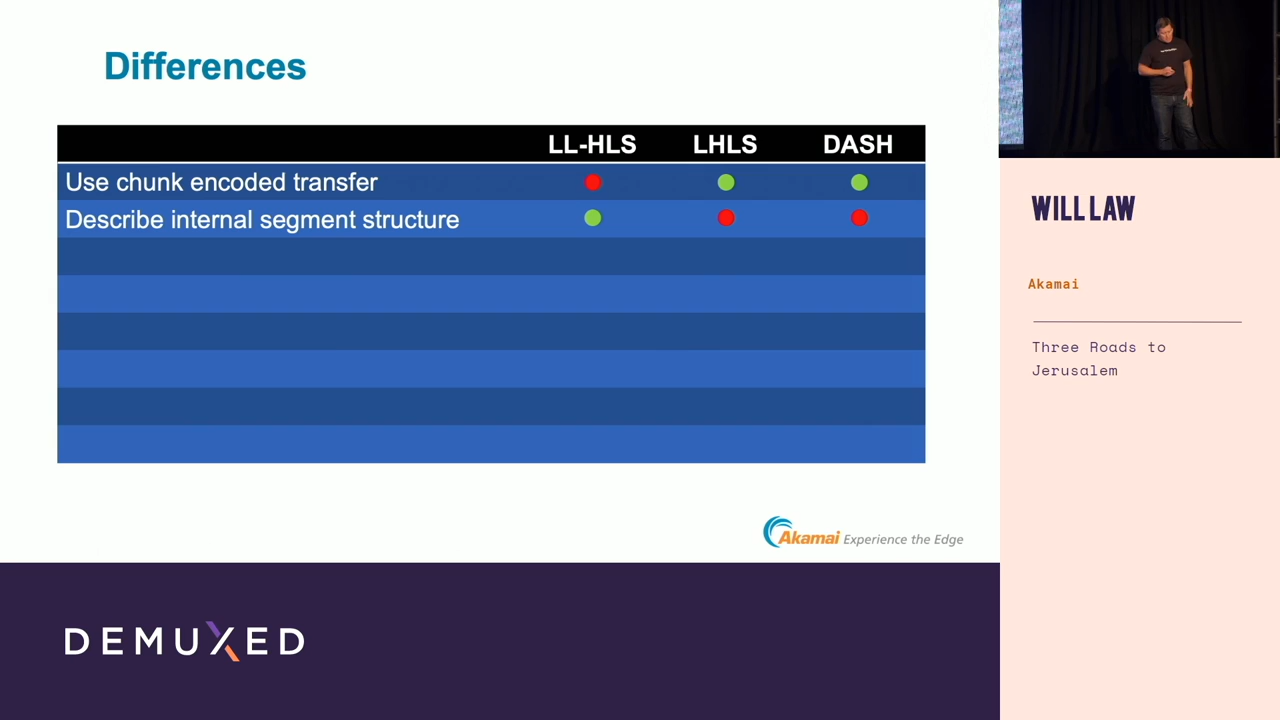 Differences
LL-HLS LHLS DASH
Use chunk encoded transfer
Describe internal segment structure
Akamai Experience the Edge
DEMUXED
WILL LAW
Akamai
Three Roads to
Jerusalem